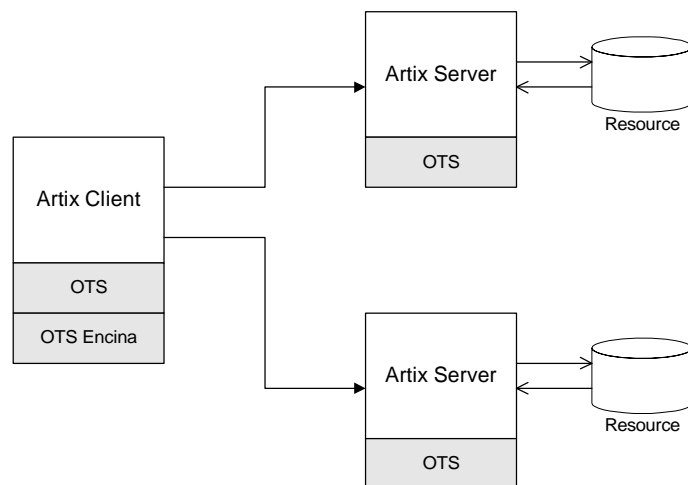 Artix Server
OTS
Resource
Artix Client
OTS
OTS Encina
Artix Server
OTS
Resource